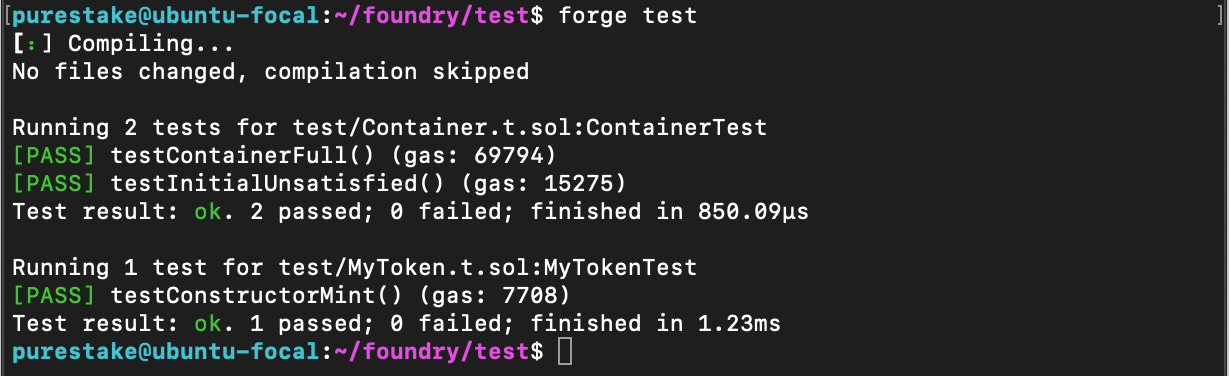 [purestake@ubuntu-focal:~/foundry/test$ forge test ]
[:] Compiling...
No files changed, compilation skipped
Running 2 tests for test/Container.t.sol:ContainerTest
[PASS] testContainerFull() (gas: 69794)
[PASS] testInitialUnsatisfied() (gas: 15275)
Test result: ok. 2 passed; 0 failed; finished in 850.09µs
Running 1 test for test/MyToken.t.sol:MyTokenTest
[PASS] testConstructorMint() (gas: 7708)
Test result: ok. 1 passed; 0 failed; finished in 1.23ms
purestake@ubuntu-focal:~/foundry/test$